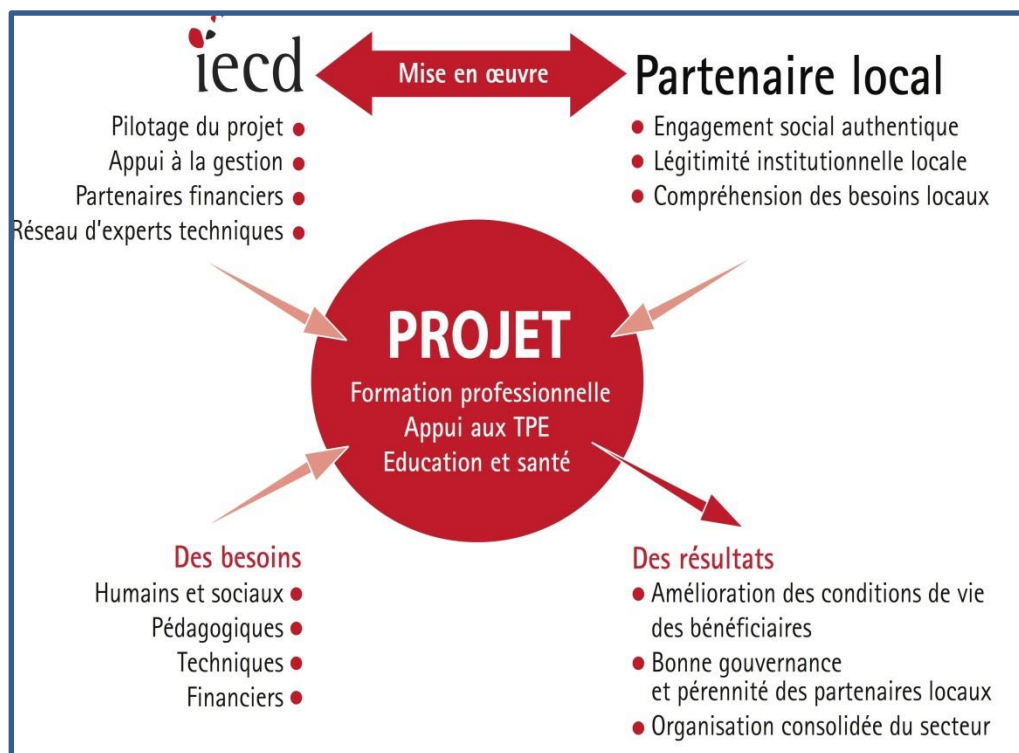 iecd
Mise en œuvre
Partenaire local
Pilotage du projet
Appui à la gestion
Partenaires financiers
Réseau d'experts techniques
Engagement social authentique
Légitimité institutionnelle locale
Compréhension des besoins locaux
PROJET
Formation professionnelle
Appui aux TPE
Education et santé
Des besoins
Humains et sociaux
Pédagogiques
Techniques
Financiers
Des résultats
Amélioration des conditions de vie
des bénéficiaires
Bonne gouvernance
et pérennité des partenaires locaux
Organisation consolidée du secteur